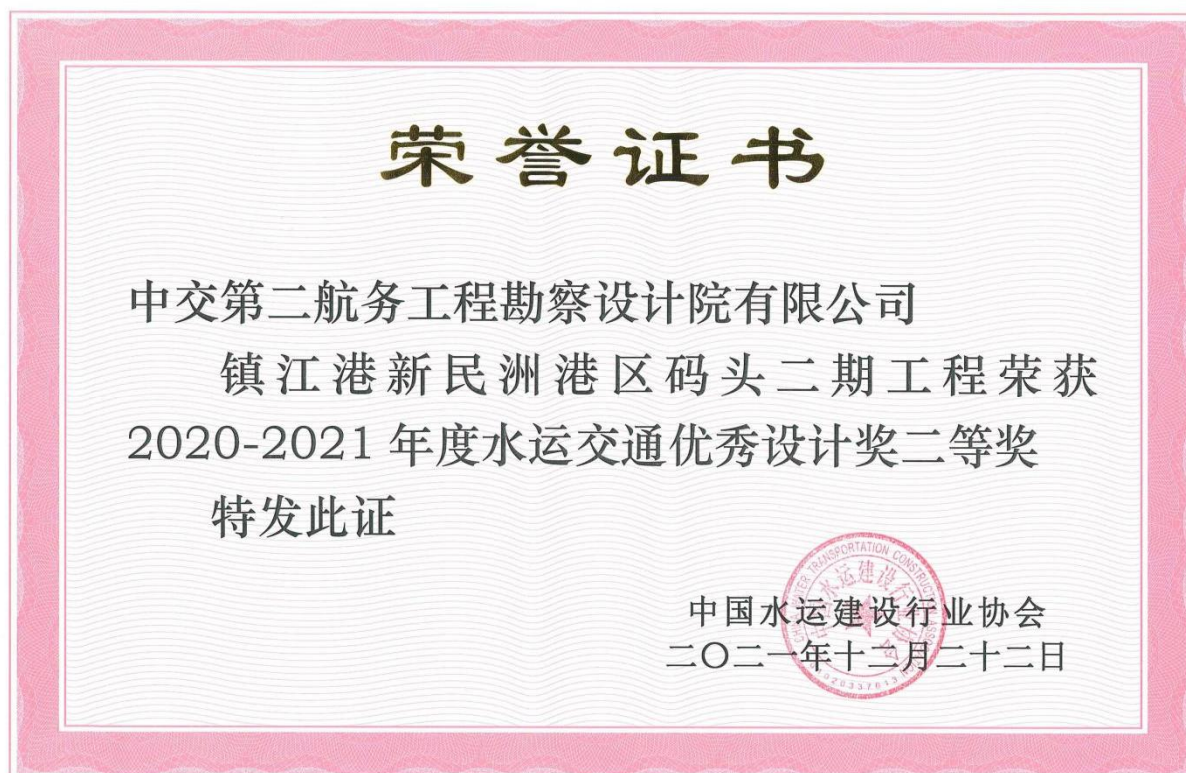 荣誉证书
中交第二航务工程勘察设计院有限公司
镇江港新民洲港区码头二期工程荣获
2020-2021 年度水运交通优秀设计奖二等奖
特发此证
中国水运建设行业协会
二〇二一年十二月二十二日